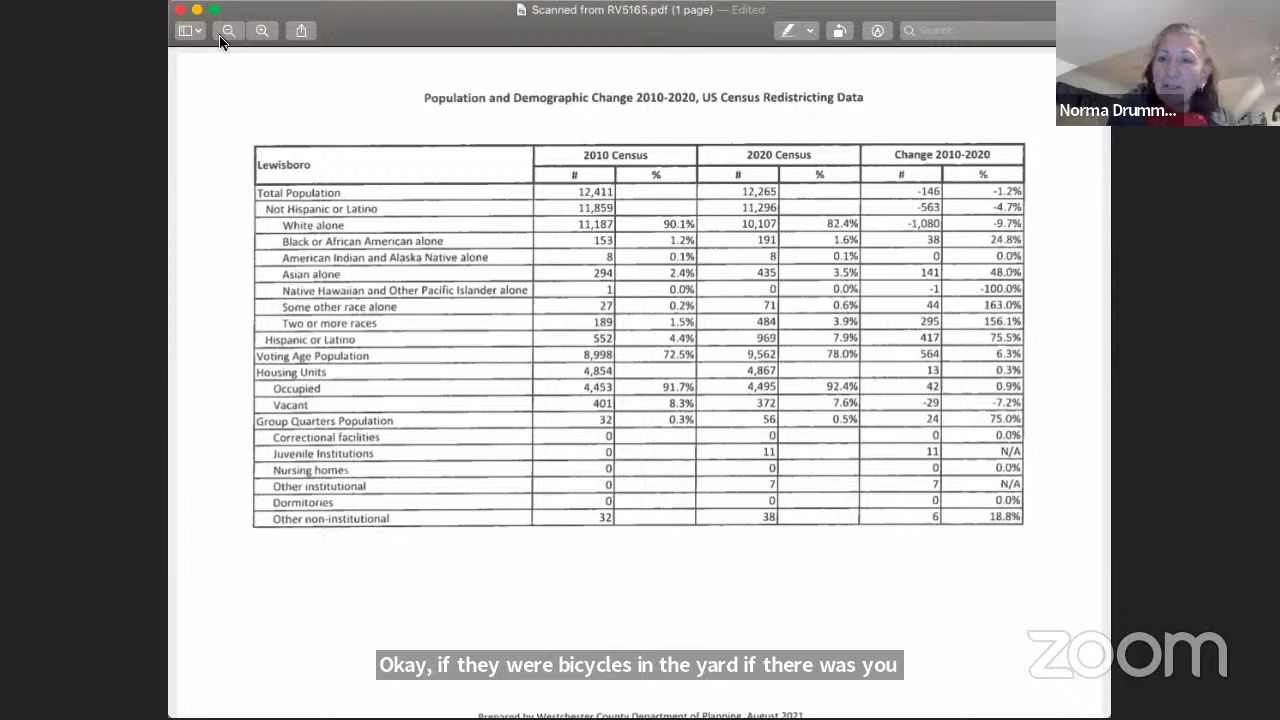 Scanned from RV5165.pdf (1 page) — Edited
Search
Norma Drumm...
Population and Demographic Change 2010-2020, US Census Redistricting Data
Lewisboro 2010 Census 2020 Census Change 2010-2020
# % # % # %
Total Population 12,411 12,265 -146 -1.2%
Not Hispanic or Latino 11,859 11,296 -563 -4.7%
White alone 11,187 90.1% 10,107 82.4% -1,080 -9.7%
Black or African American alone 153 1.2% 191 1.6% 38 24.8%
American Indian and Alaska Native alone 8 0.1% 8 0.1% 0 0.0%
Asian alone 294 2.4% 435 3.5% 141 48.0%
Native Hawaiian and Other Pacific Islander alone 1 0.0% 0 0.0% -1 -100.0%
Some other race alone 27 0.2% 71 0.6% 44 163.0%
Two or more races 189 1.5% 484 3.9% 295 156.1%
Hispanic or Latino 552 4.4% 969 7.9% 417 75.5%
Voting Age Population 8,998 72.5% 9,562 78.0% 564 6.3%
Housing Units 4,854 4,867 13 0.3%
Occupied 4,453 91.7% 4,495 92.4% 42 0.9%
Vacant 401 8.3% 372 7.6% -29 -7.2%
Group Quarters Population 32 0.3% 56 0.5% 24 75.0%
Correctional facilities 0 0 0 0.0%
Juvenile Institutions 0 11 11 N/A
Nursing homes 0 0 0 0.0%
Other institutional 0 7 7 N/A
Dormitories 0 0 0 0.0%
Other non-institutional 32 38 6 18.8%
Okay, if they were bicycles in the yard if there was you
zoom
Prepared by Westchester County Department of Planning, August 2021